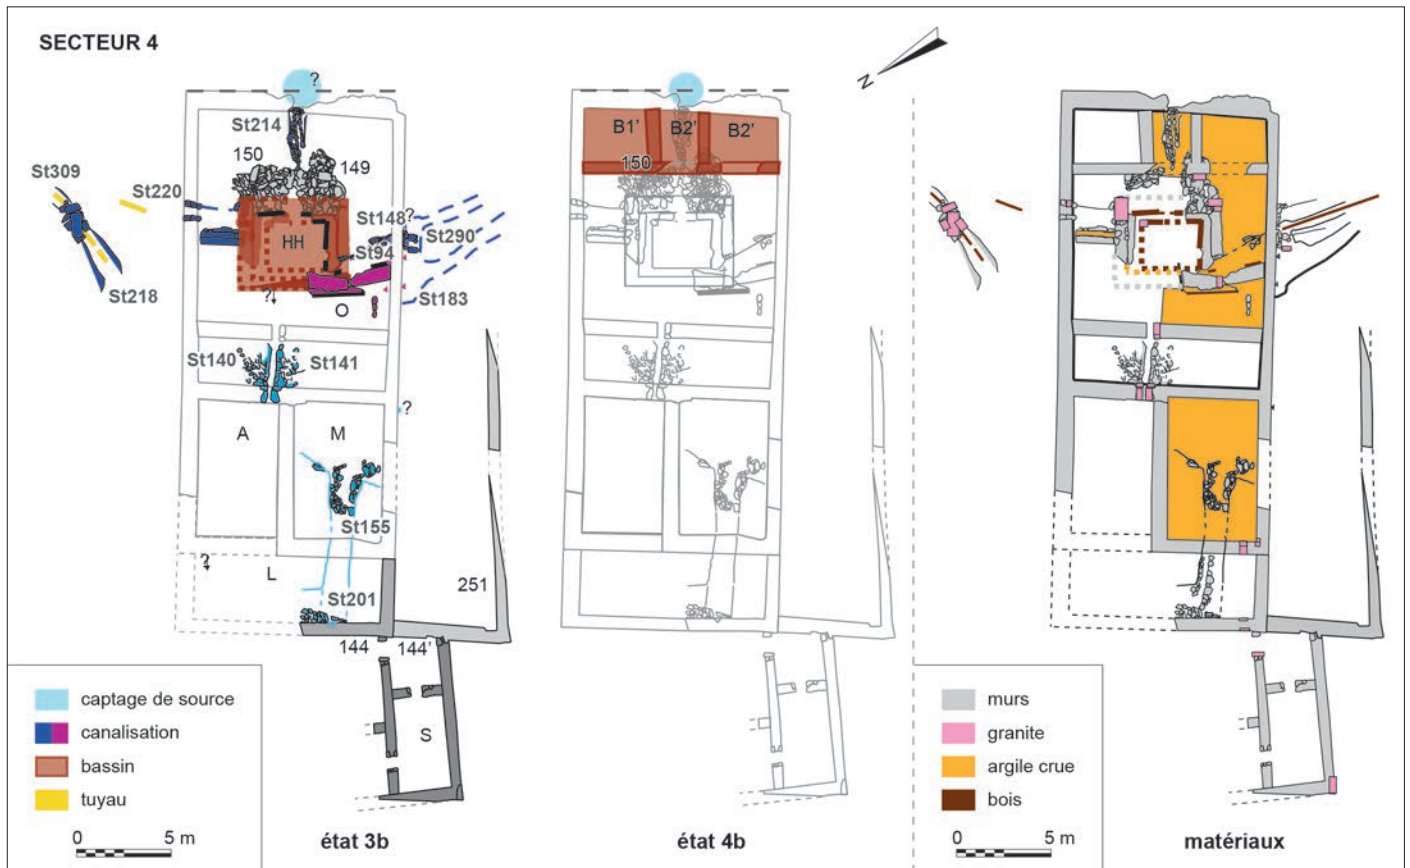 SECTEUR 4
N
?
St214
150
149
St309
St220
St148
?
St290
HH
St94
St218
?
St183
O
St140
St141
?
A
M
St155
?
L
St201
251
144
144'
S
B1'
B2'
B2'
150
captage de source
canalisation
bassin
tuyau
0
5 m
état 3b
état 4b
murs
granite
argile crue
bois
0
5 m
matériaux